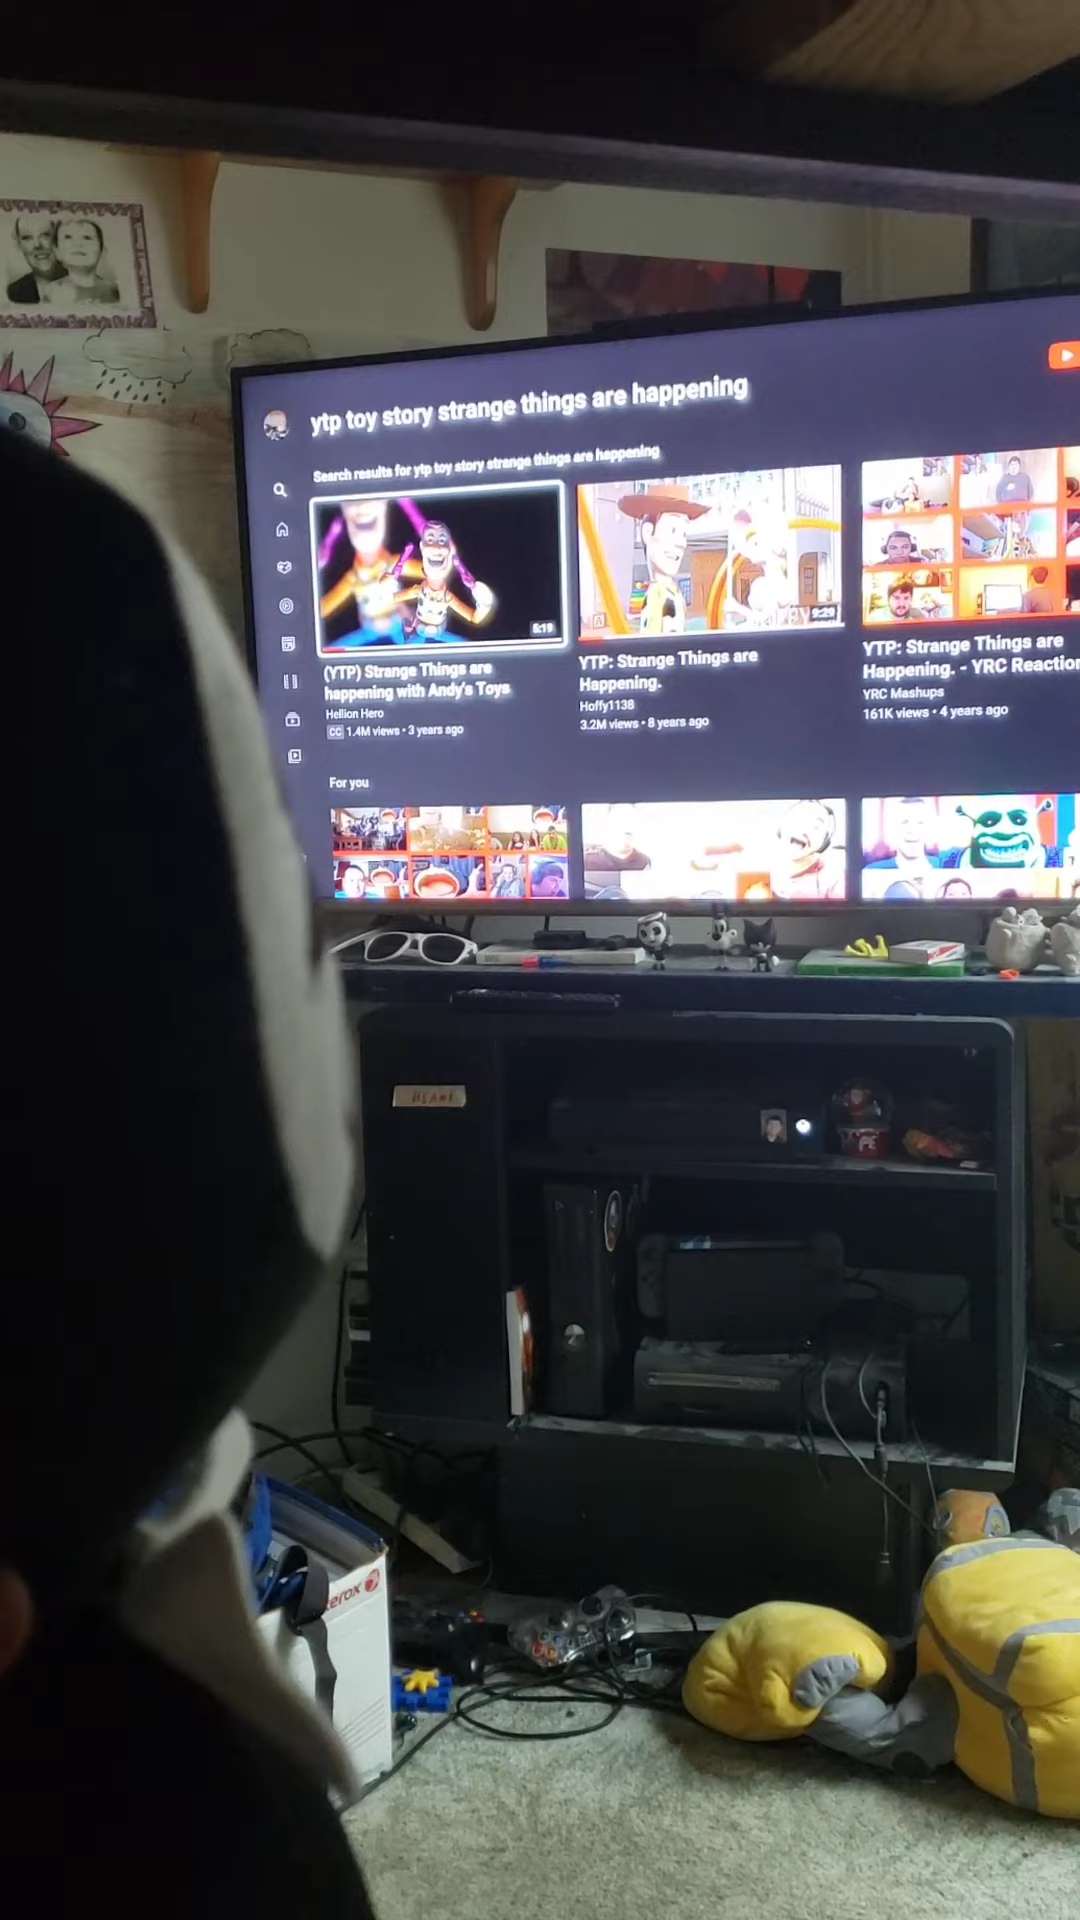 ytp toy story strange things are happening
Search results for ytp toy story strange things are happening
5:19
9:29
(YTP) Strange Things are
happening with Andy's Toys
Hellion Hero
CC 1.4M views • 3 years ago
YTP: Strange Things are
Happening.
Hoffy1138
3.2M views • 8 years ago
YTP: Strange Things are
Happening. - YRC Reaction
YRC Mashups
161K views • 4 years ago
For you
xerox